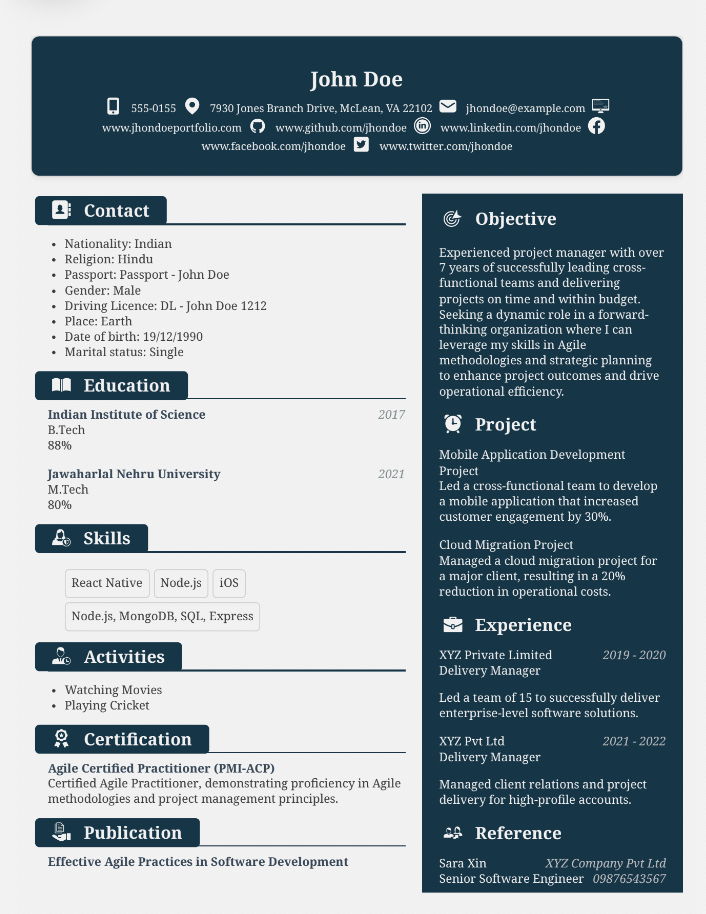 John Doe
555-0155 7930 Jones Branch Drive, McLean, VA 22102 jhondoe@example.com
www.jhondoeportfolio.com www.github.com/jhondoe www.linkedin.com/jhondoe
www.facebook.com/jhondoe www.twitter.com/jhondoe
Contact
• Nationality: Indian
• Religion: Hindu
• Passport: Passport - John Doe
• Gender: Male
• Driving Licence: DL - John Doe 1212
• Place: Earth
• Date of birth: 19/12/1990
• Marital status: Single
Education
Indian Institute of Science 2017
B.Tech
88%
Jawaharlal Nehru University 2021
M.Tech
80%
Skills
React Native Node.js iOS
Node.js, MongoDB, SQL, Express
Activities
• Watching Movies
• Playing Cricket
Certification
Agile Certified Practitioner (PMI-ACP)
Certified Agile Practitioner, demonstrating proficiency in Agile
methodologies and project management principles.
Publication
Effective Agile Practices in Software Development
Objective
Experienced project manager with over
7 years of successfully leading cross-
functional teams and delivering
projects on time and within budget.
Seeking a dynamic role in a forward-
thinking organization where I can
leverage my skills in Agile
methodologies and strategic planning
to enhance project outcomes and drive
operational efficiency.
Project
Mobile Application Development
Project
Led a cross-functional team to develop
a mobile application that increased
customer engagement by 30%.
Cloud Migration Project
Managed a cloud migration project for
a major client, resulting in a 20%
reduction in operational costs.
Experience
XYZ Private Limited 2019 - 2020
Delivery Manager
Led a team of 15 to successfully deliver
enterprise-level software solutions.
XYZ Pvt Ltd 2021 - 2022
Delivery Manager
Managed client relations and project
delivery for high-profile accounts.
Reference
Sara Xin XYZ Company Pvt Ltd
Senior Software Engineer 09876543567